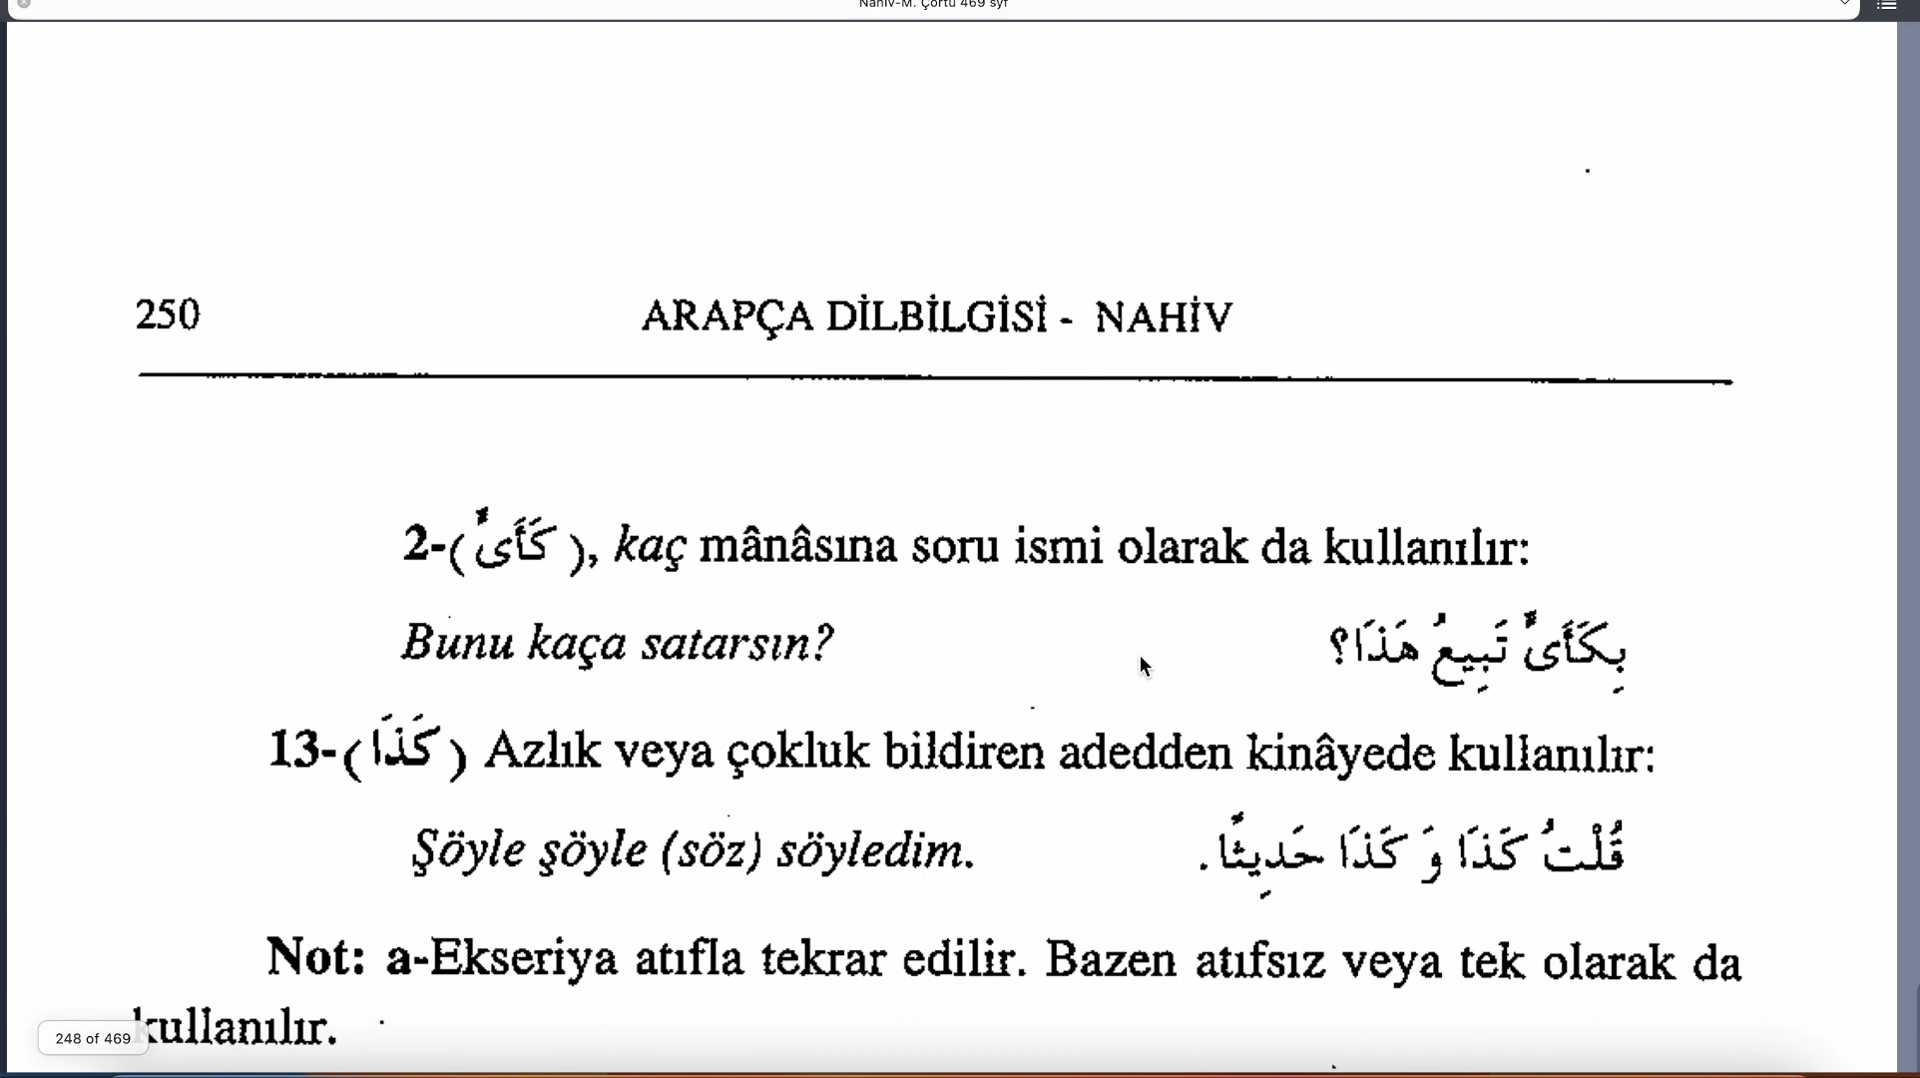 Nahiv-M. Çörtü 469 syf
250 ARAPÇA DİLBİLGİSİ - NAHİV
2-( كَأَىٌّ ), kaç mânâsına soru ismi olarak da kullanılır:
Bunu kaça satarsın? بِكَأَىٍّ تَبِيعُ هَذَا؟
13-( كَذَا ) Azlık veya çokluk bildiren adedden kinâyede kullanılır:
Şöyle şöyle (söz) söyledim. قُلْتُ كَذَا وَ كَذَا حَدِيثًا.
Not: a-Ekseriya atıfla tekrar edilir. Bazen atıfsız veya tek olarak da
kullanılır.
248 of 469